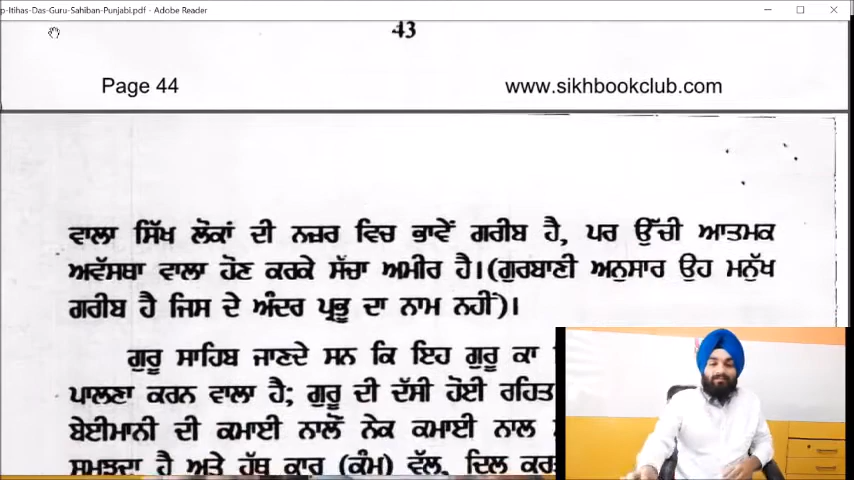 p-Itihas-Das-Guru-Sahiban-Punjabi.pdf - Adobe Reader
43
Page 44 www.sikhbookclub.com
ਵਾਲਾ ਸਿੱਖ ਲੋਕਾਂ ਦੀ ਨਜ਼ਰ ਵਿਚ ਭਾਵੇਂ ਗਰੀਬ ਹੈ, ਪਰ ਉੱਚੀ ਆਤਮਕ
ਅਵੱਸਥਾ ਵਾਲਾ ਹੋਣ ਕਰਕੇ ਸੱਚਾ ਅਮੀਰ ਹੈ।(ਗੁਰਬਾਣੀ ਅਨੁਸਾਰ ਉਹ ਮਨੁੱਖ
ਗਰੀਬ ਹੈ ਜਿਸ ਦੇ ਅੰਦਰ ਪ੍ਰਭੂ ਦਾ ਨਾਮ ਨਹੀਂ)।
ਗੁਰੂ ਸਾਹਿਬ ਜਾਣਦੇ ਸਨ ਕਿ ਇਹ ਗੁਰੂ ਕਾ
ਪਾਲਣਾ ਕਰਨ ਵਾਲਾ ਹੈ; ਗੁਰੂ ਦੀ ਦੱਸੀ ਹੋਈ ਰਹਿਤ
ਬੇਈਮਾਨੀ ਦੀ ਕਮਾਈ ਨਾਲੋਂ ਨੇਕ ਕਮਾਈ ਨਾਲ
ਸਮਝਦਾ ਹੈ ਅਤੇ ਹੱਥ ਕਾਰ (ਕੰਮ) ਵੱਲ, ਦਿਲ